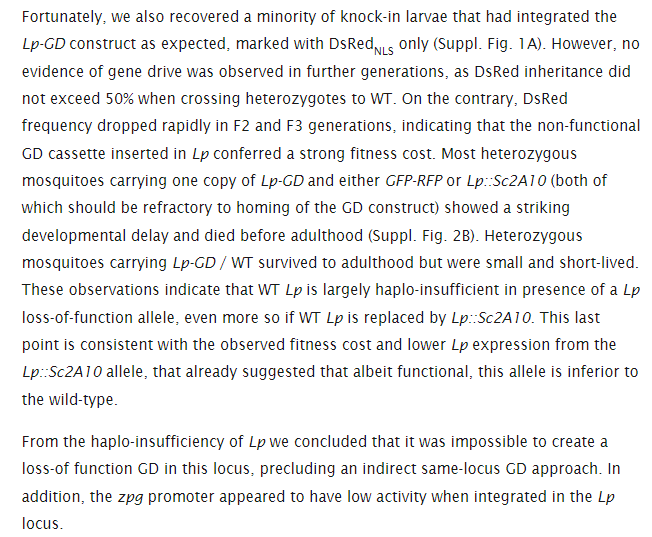 Fortunately, we also recovered a minority of knock-in larvae that had integrated the
Lp-GD construct as expected, marked with DsRedNLS only (Suppl. Fig. 1A). However, no
evidence of gene drive was observed in further generations, as DsRed inheritance did
not exceed 50% when crossing heterozygotes to WT. On the contrary, DsRed
frequency dropped rapidly in F2 and F3 generations, indicating that the non-functional
GD cassette inserted in Lp conferred a strong fitness cost. Most heterozygous
mosquitoes carrying one copy of Lp-GD and either GFP-RFP or Lp::Sc2A10 (both of
which should be refractory to homing of the GD construct) showed a striking
developmental delay and died before adulthood (Suppl. Fig. 2B). Heterozygous
mosquitoes carrying Lp-GD / WT survived to adulthood but were small and short-lived.
These observations indicate that WT Lp is largely haplo-insufficient in presence of a Lp
loss-of-function allele, even more so if WT Lp is replaced by Lp::Sc2A10. This last
point is consistent with the observed fitness cost and lower Lp expression from the
Lp::Sc2A10 allele, that already suggested that albeit functional, this allele is inferior to
the wild-type.
From the haplo-insufficiency of Lp we concluded that it was impossible to create a
loss-of function GD in this locus, precluding an indirect same-locus GD approach. In
addition, the zpg promoter appeared to have low activity when integrated in the Lp
locus.